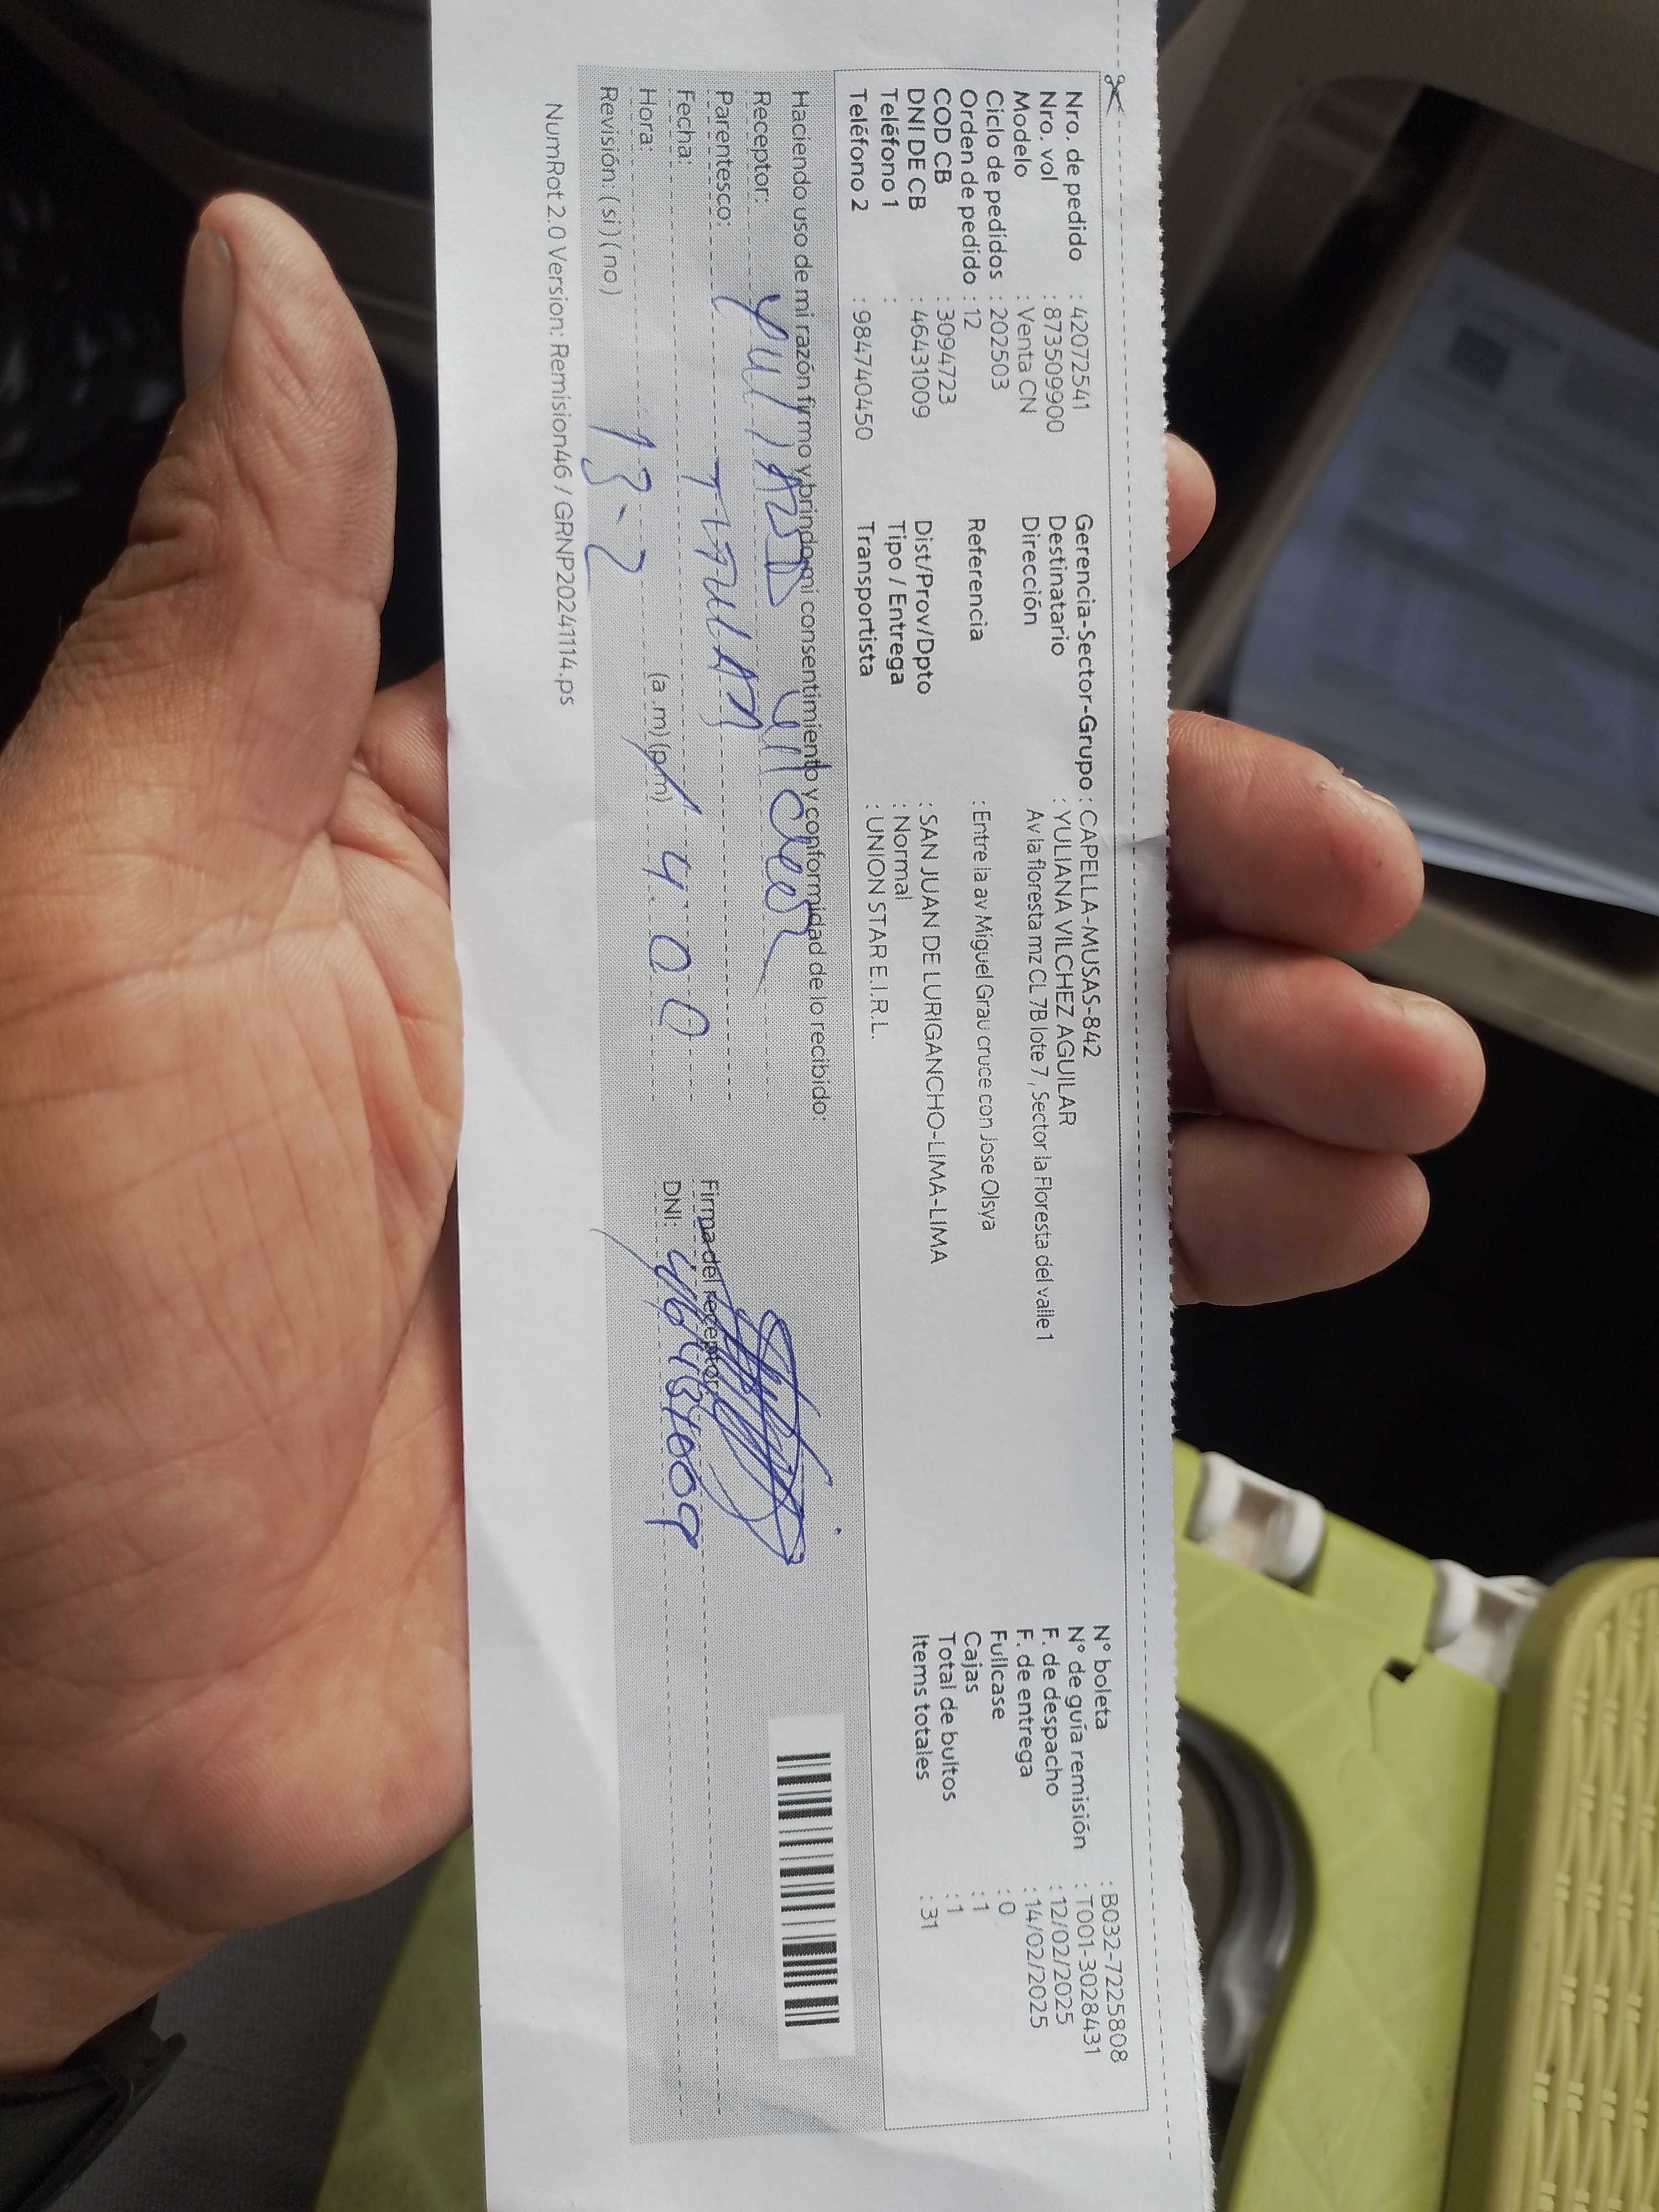 Nro. de pedido : 42072541
Nro. vol : 873509900
Modelo : Venta CN
Ciclo de pedidos : 202503
Orden de pedido : 12
COD CB : 3094723
DNI DE CB : 46431009
Teléfono 1 :
Teléfono 2 : 984740450
Gerencia-Sector-Grupo : CAPELLA-MUSAS-842
Destinatario : YULIANA VILCHEZ AGUILAR
Dirección Av la floresta mz CL 7B lote 7, Sector la Floresta del valle 1
Referencia : Entre la av Miguel Grau cruce con Jose Olsya
Dist/Prov/Dpto : SAN JUAN DE LURIGANCHO-LIMA-LIMA
Tipo / Entrega : Normal
Transportista : UNION STAR E.I.R.L.
N° boleta : B032-7225808
N° de guía remisión : T001-3028431
F. de despacho : 12/02/2025
F. de entrega : 14/02/2025
Fullcase : 0
Cajas : 1
Total de bultos : 1
Items totales : 31
Haciendo uso de mi razón firmo y brindo mi consentimiento y conformidad de lo recibido:
Receptor:
Parentesco:
Fecha: 13-2
Hora: (a.m) (p.m) 4 00
Revisión: ( si ) ( no )
Firma del receptor
DNI: 46431009
NumRot 2.0 Version: Remision46 / GRNP20241114.ps